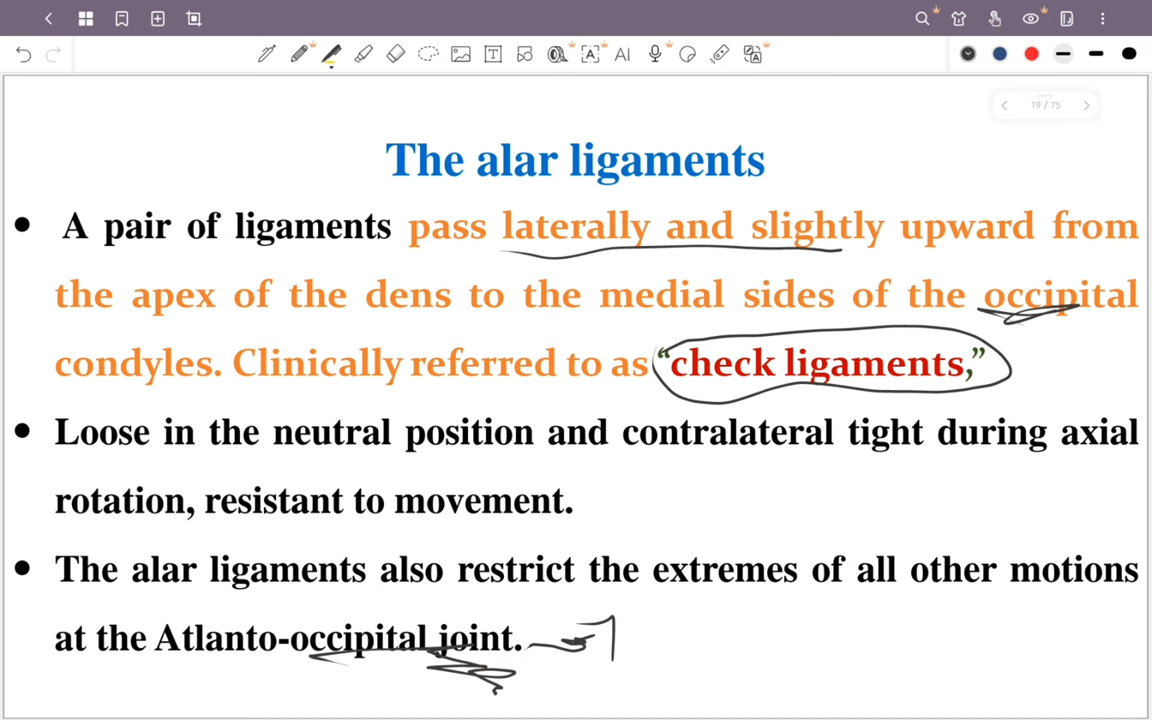 AI
19 / 75
The alar ligaments
• A pair of ligaments pass laterally and slightly upward from
the apex of the dens to the medial sides of the occipital
condyles. Clinically referred to as “check ligaments,”
• Loose in the neutral position and contralateral tight during axial
rotation, resistant to movement.
• The alar ligaments also restrict the extremes of all other motions
at the Atlanto-occipital joint.